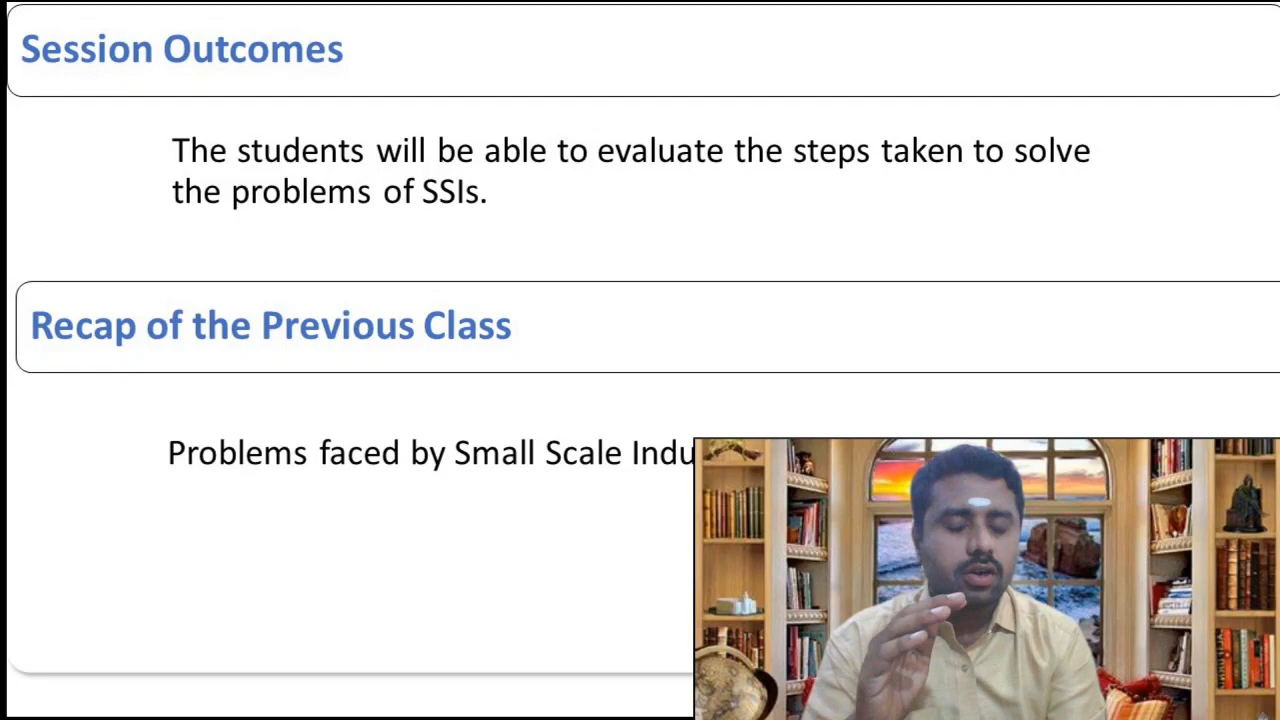 Session Outcomes
The students will be able to evaluate the steps taken to solve
the problems of SSIs.
Recap of the Previous Class
Problems faced by Small Scale